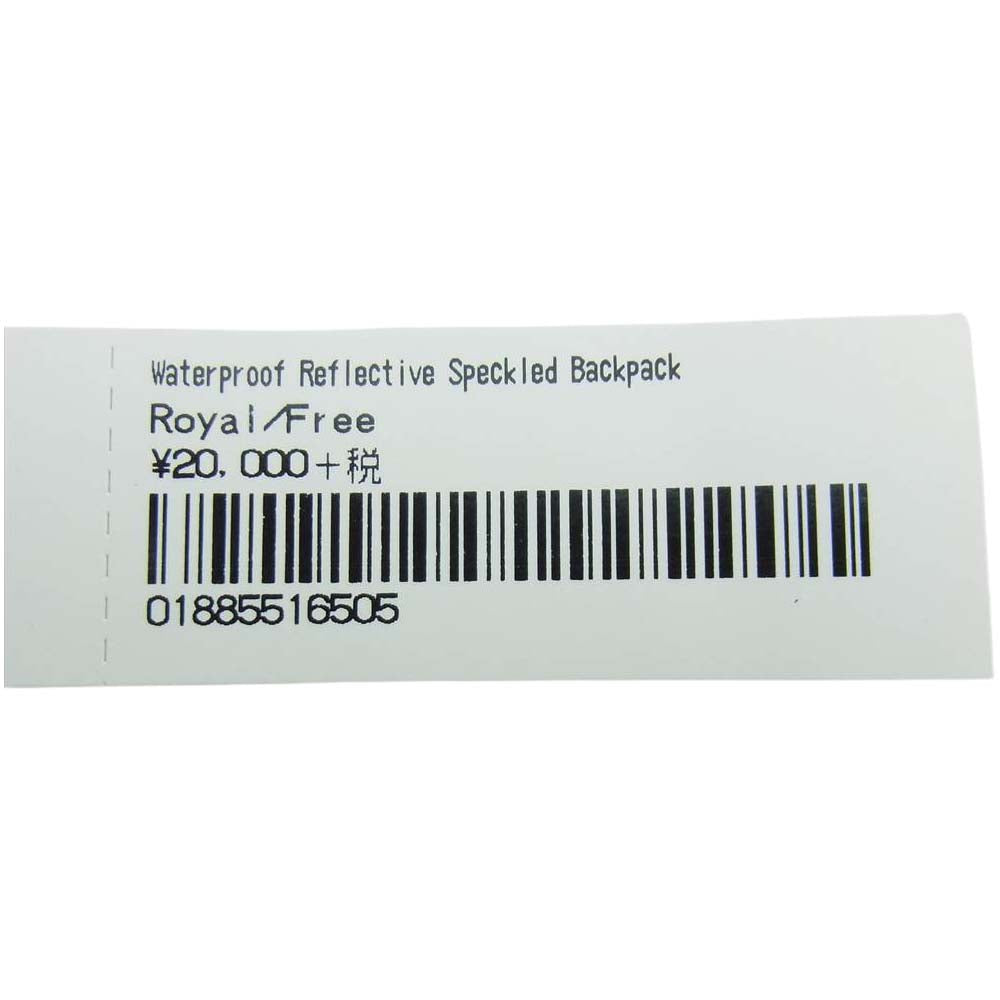 Waterproof Reflective Speckled Backpack
Royal/Free
¥20,000+税
01885516505